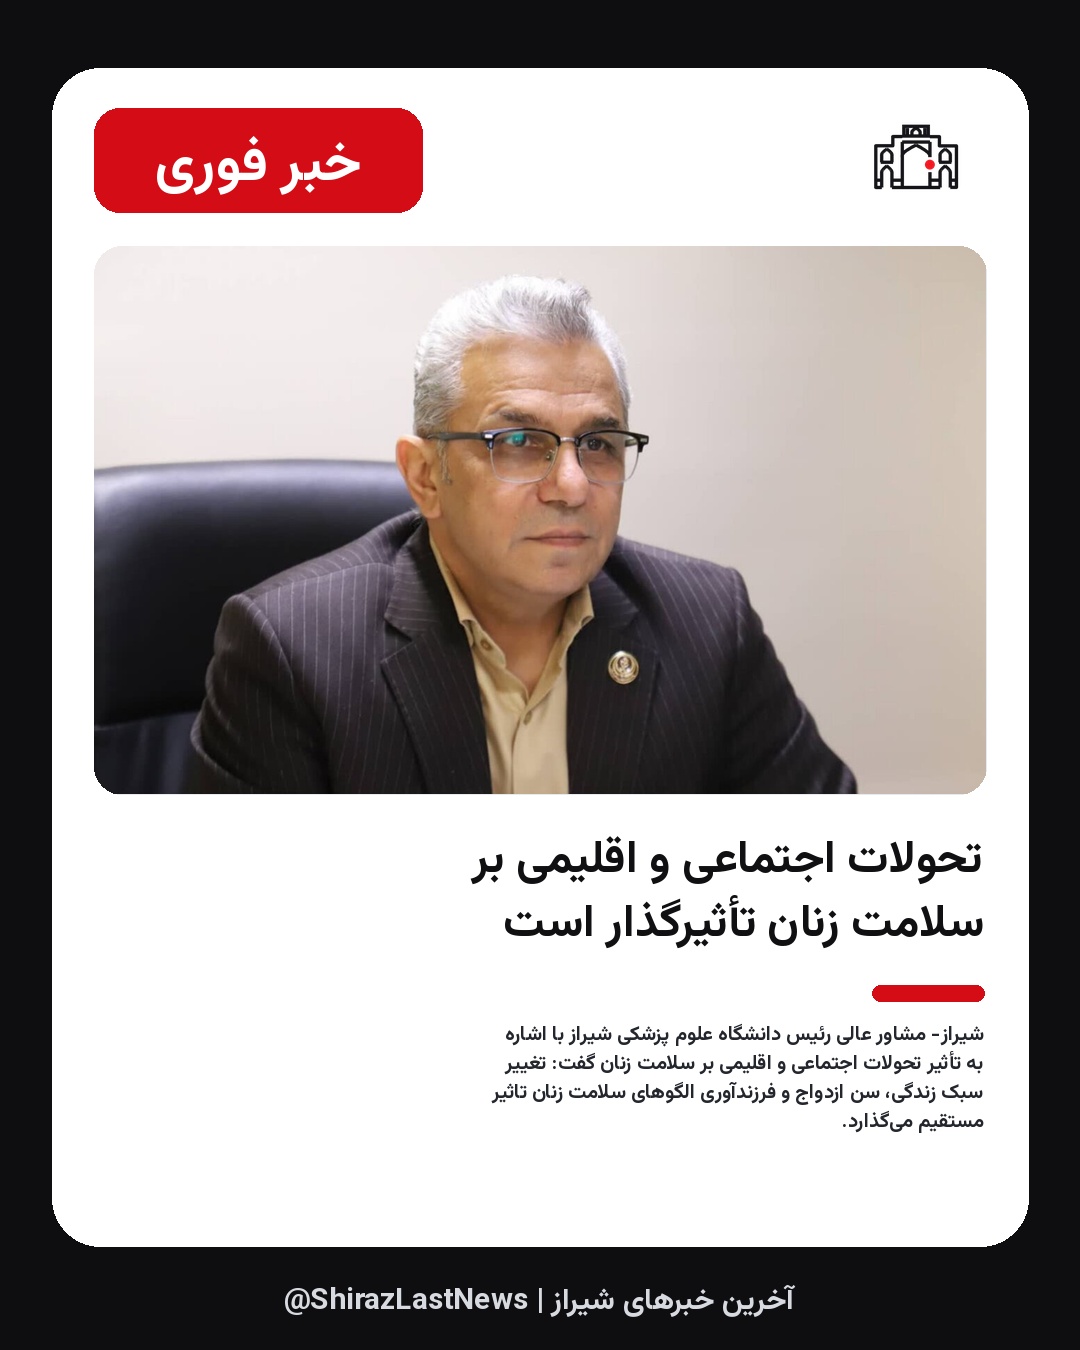 خبر فوری
تحولات اجتماعی و اقلیمی بر
سلامت زنان تأثیرگذار است
شیراز- مشاور عالی رئیس دانشگاه علوم پزشکی شیراز با اشاره
به تأثیر تحولات اجتماعی و اقلیمی بر سلامت زنان گفت: تغییر
سبک زندگی، سن ازدواج و فرزندآوری الگوهای سلامت زنان تاثیر
مستقیم می‌گذارد.
آخرین خبرهای شیراز | @ShirazLastNews